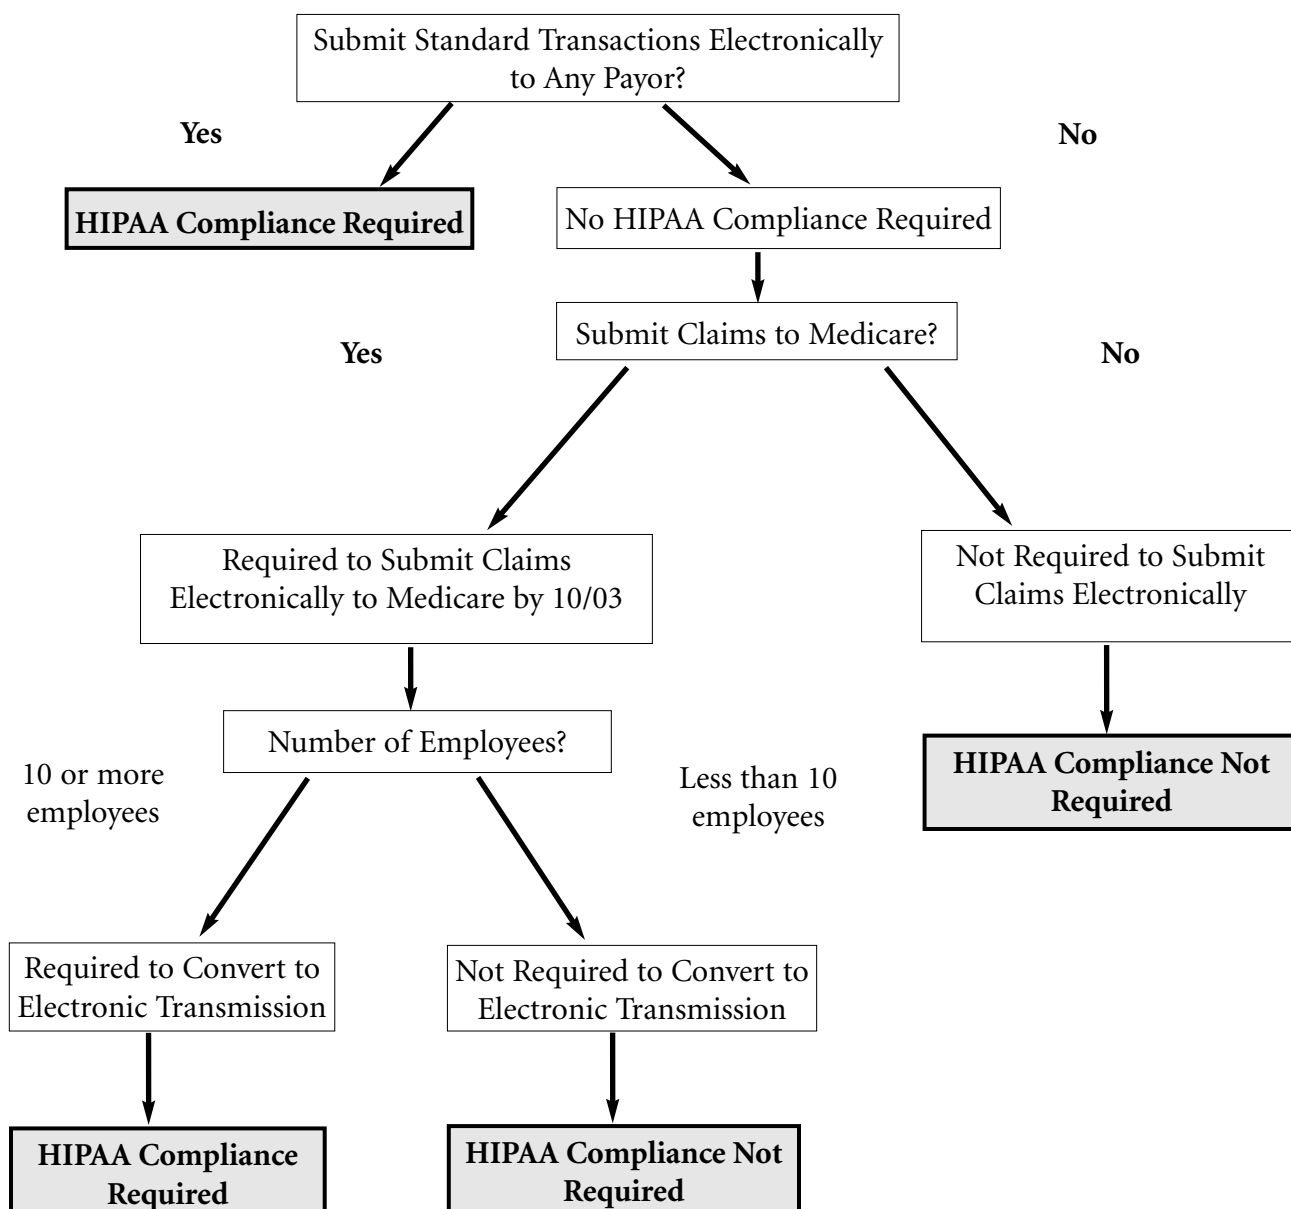 Submit Standard Transactions Electronically
to Any Payor?
Yes
No
HIPAA Compliance Required
No HIPAA Compliance Required
Submit Claims to Medicare?
Yes
No
Required to Submit Claims
Electronically to Medicare by 10/03
Not Required to Submit
Claims Electronically
Number of Employees?
10 or more
employees
Less than 10
employees
HIPAA Compliance Not
Required
Required to Convert to
Electronic Transmission
Not Required to Convert to
Electronic Transmission
HIPAA Compliance
Required
HIPAA Compliance Not
Required